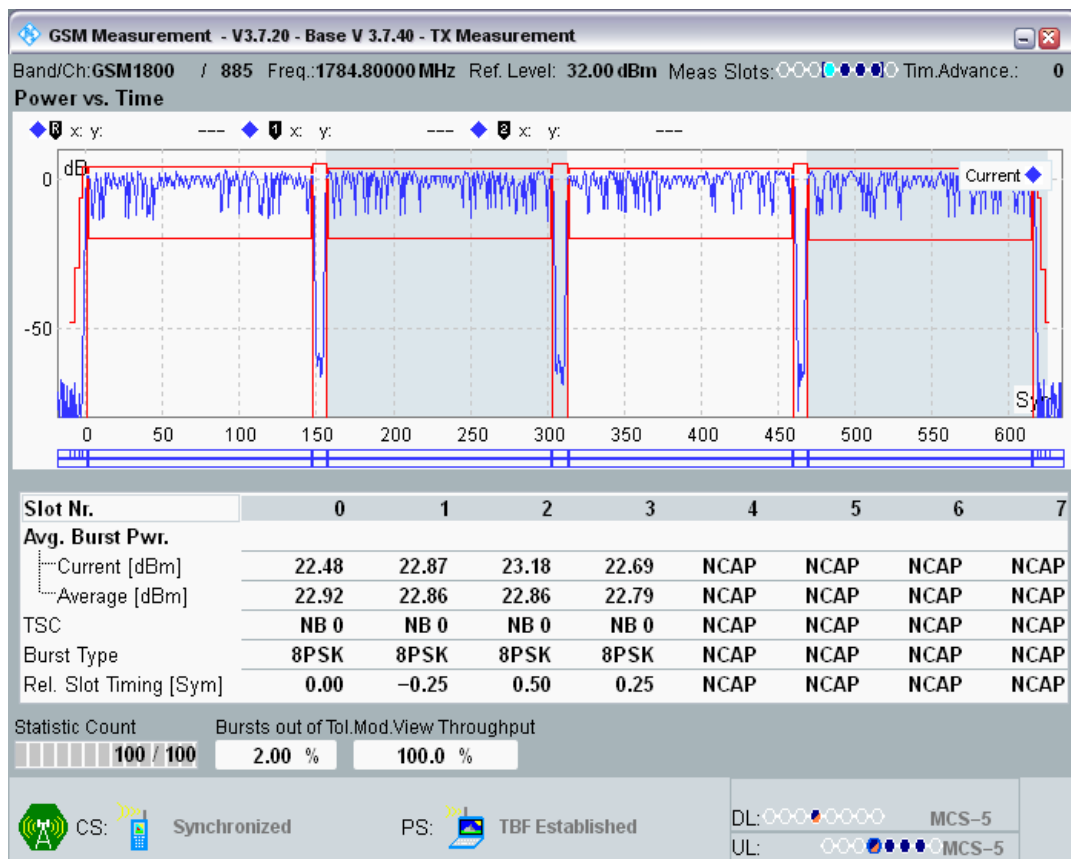 GSM Measurement - V3.7.20 - Base V 3.7.40 - TX Measurement
Band/Ch:GSM1800 / 885 Freq.:1784.80000 MHz Ref. Level: 32.00 dBm Meas Slots: Tim.Advance.: 0
Power vs. Time
R x: y: --- 1 x: y: --- 2 x: y: ---
dB
Current
0
-50
Sym
0 50 100 150 200 250 300 350 400 450 500 550 600
Slot Nr. 0 1 2 3 4 5 6 7
Avg. Burst Pwr.
Current [dBm] 22.48 22.87 23.18 22.69 NCAP NCAP NCAP NCAP
Average [dBm] 22.92 22.86 22.86 22.79 NCAP NCAP NCAP NCAP
TSC NB 0 NB 0 NB 0 NB 0 NCAP NCAP NCAP NCAP
Burst Type 8PSK 8PSK 8PSK 8PSK NCAP NCAP NCAP NCAP
Rel. Slot Timing [Sym] 0.00 −0.25 0.50 0.25 NCAP NCAP NCAP NCAP
Statistic Count Bursts out of Tol.Mod.View Throughput
100 / 100 2.00 % 100.0 %
CS: Synchronized PS: TBF Established
DL: MCS−5
UL: MCS−5